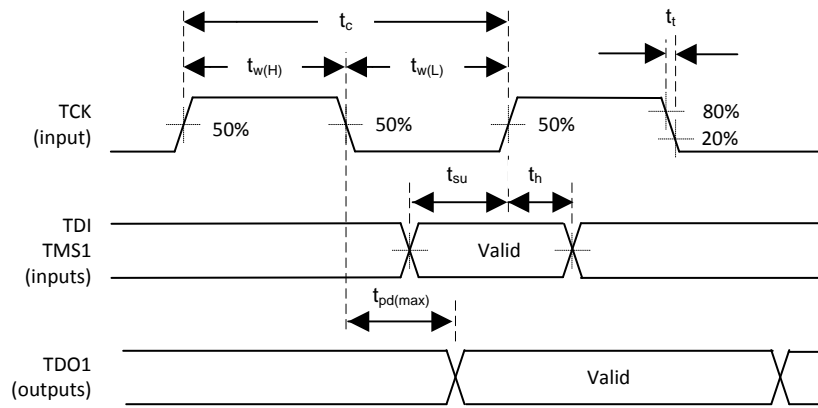 t_c
t_t
t_w(H)
t_w(L)
TCK
(input)
50%
50%
50%
80%
20%
t_su
t_h
TDI
TMS1
(inputs)
Valid
t_pd(max)
TDO1
(outputs)
Valid